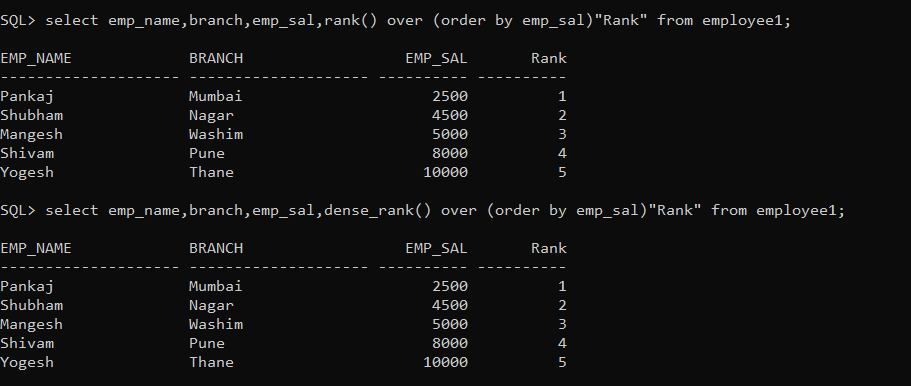 SQL> select emp_name,branch,emp_sal,rank() over (order by emp_sal)"Rank" from employee1;
EMP_NAME             BRANCH                  EMP_SAL       Rank
-------------------- -------------------- ---------- ----------
Pankaj               Mumbai                     2500          1
Shubham              Nagar                      4500          2
Mangesh              Washim                     5000          3
Shivam               Pune                       8000          4
Yogesh               Thane                     10000          5
SQL> select emp_name,branch,emp_sal,dense_rank() over (order by emp_sal)"Rank" from employee1;
EMP_NAME             BRANCH                  EMP_SAL       Rank
-------------------- -------------------- ---------- ----------
Pankaj               Mumbai                     2500          1
Shubham              Nagar                      4500          2
Mangesh              Washim                     5000          3
Shivam               Pune                       8000          4
Yogesh               Thane                     10000          5